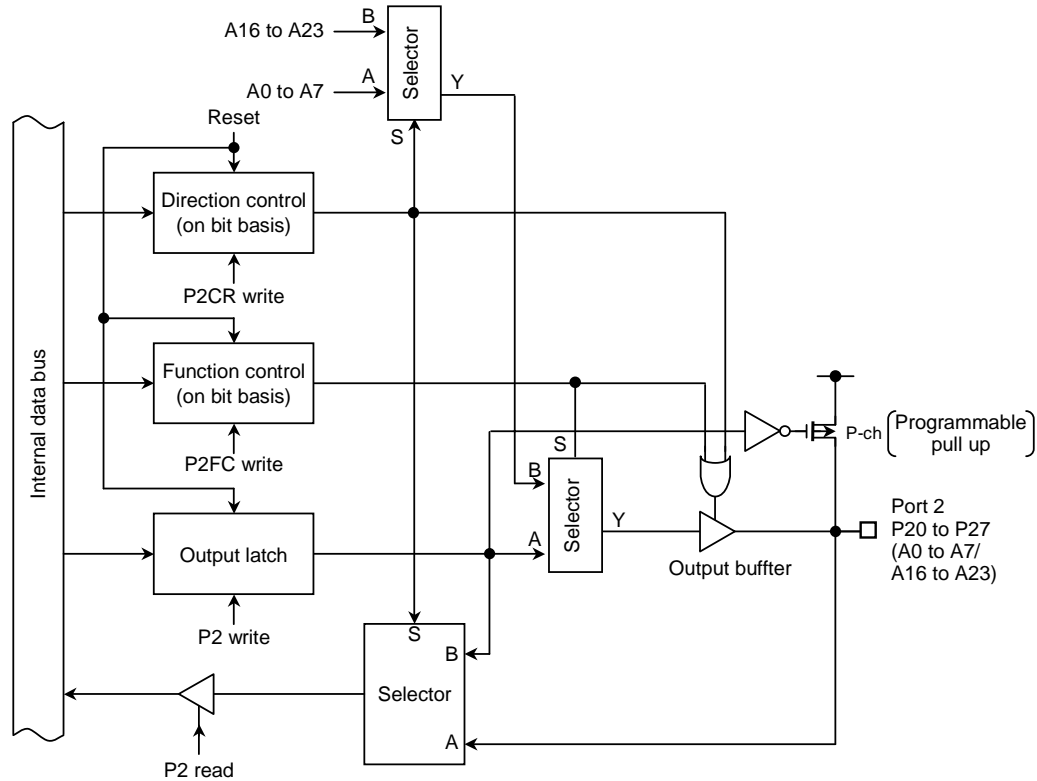 A16 to A23
B
A0 to A7
A
Selector
Y
S
Reset
Direction control
(on bit basis)
P2CR write
Internal data bus
Function control
(on bit basis)
P2FC write
P-ch
Programmable
pull up
S
B
A
Selector
Y
Output buffter
Port 2
P20 to P27
(A0 to A7/
A16 to A23)
Output latch
P2 write
S
B
Selector
A
P2 read